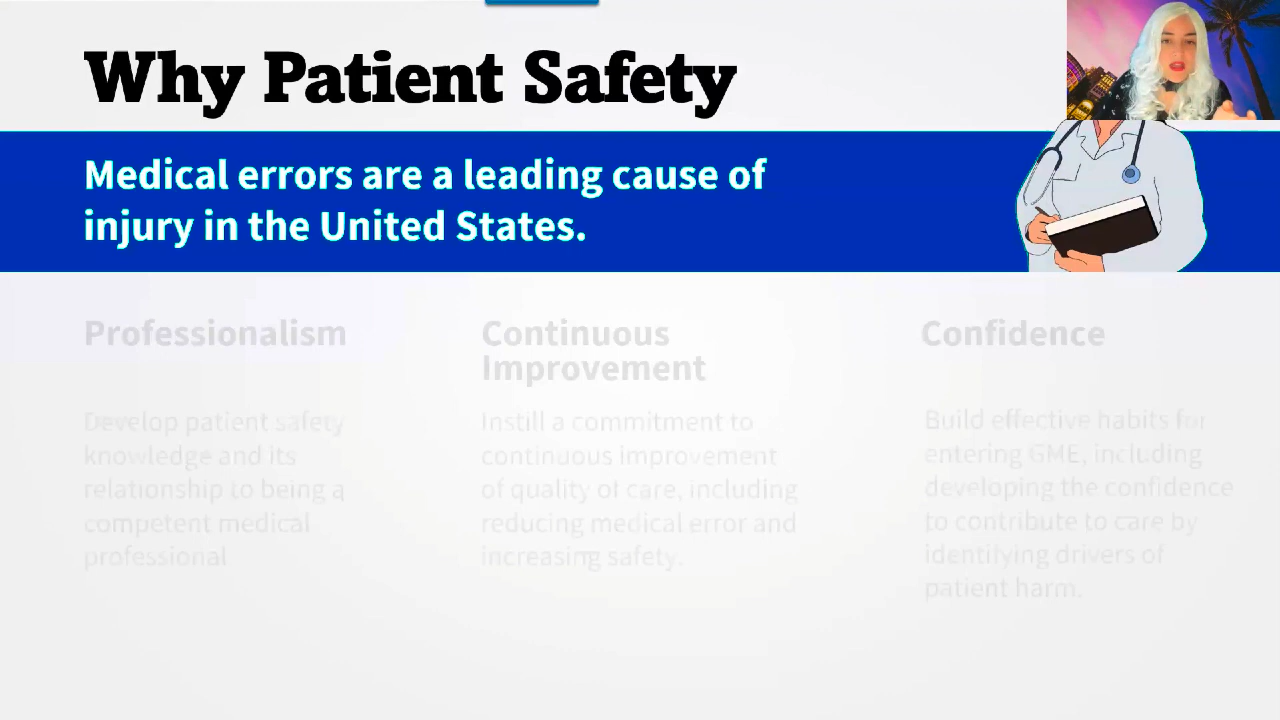 Why Patient Safety
Medical errors are a leading cause of
injury in the United States.
Professionalism
Develop patient safety
knowledge and its
relationship to being a
competent medical
professional
Continuous
Improvement
Instill a commitment to
continuous improvement
of quality of care, including
reducing medical error and
increasing safety.
Confidence
Build effective habits for
entering GME, including
developing the confidence
to contribute to care by
identifying drivers of
patient harm.